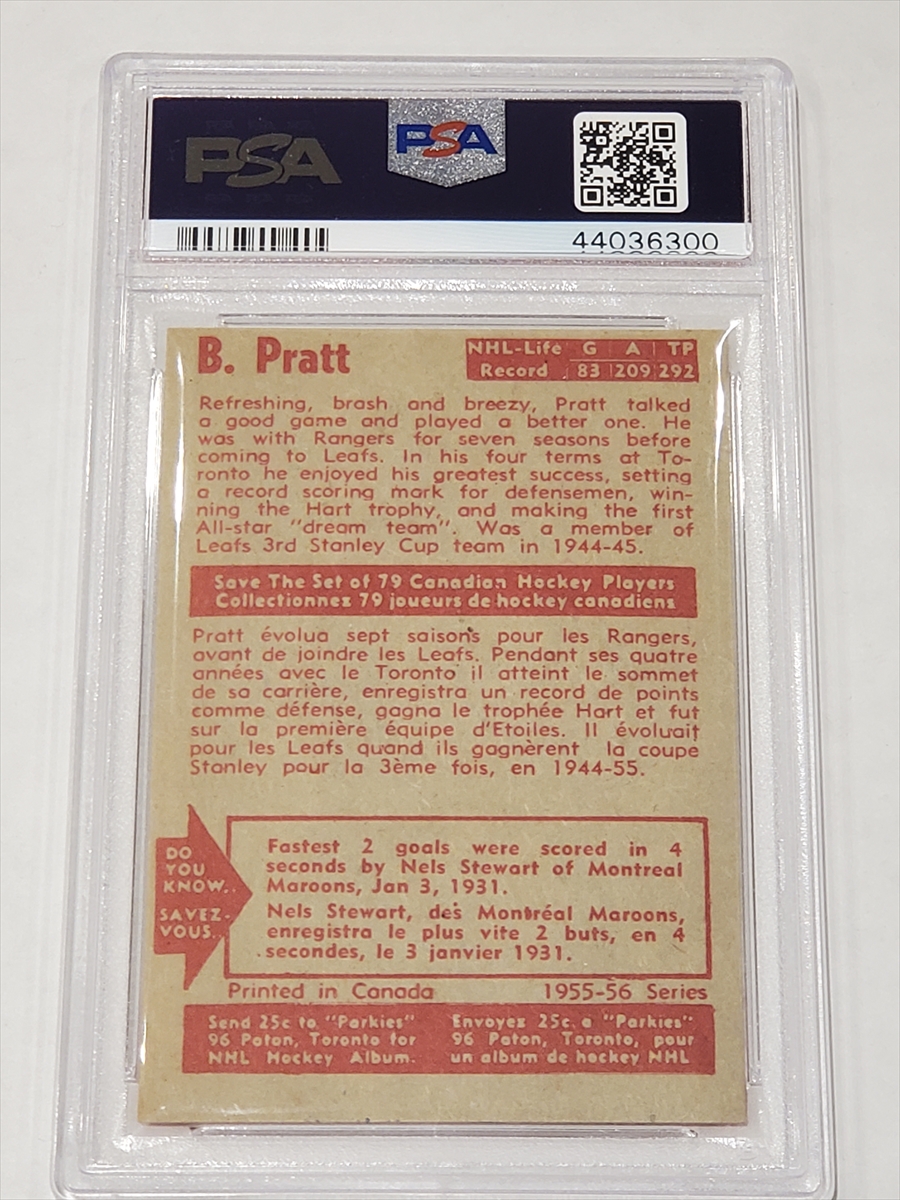 PSA
PSA
44036300
B. Pratt
NHL-Life G A TP
Record 83 209 292
Refreshing, brash and breezy, Pratt talked
a good game and played a better one. He
was with Rangers for seven seasons before
coming to Leafs. In his four terms at To-
ronto he enjoyed his greatest success, setting
a record scoring mark for defensemen, win-
ning the Hart trophy, and making the first
All-star "dream team". Was a member of
Leafs 3rd Stanley Cup team in 1944-45.
Save The Set of 79 Canadian Hockey Players
Collectionnez 79 joueurs de hockey canadiens
Pratt évolua sept saisons pour les Rangers,
avant de joindre les Leafs. Pendant ses quatre
années avec le Toronto il atteint le sommet
de sa carrière, enregistra un record de points
comme défense, gagna le trophée Hart et fut
sur la première équipe d'Etoiles. Il évoluait
pour les Leafs quand ils gagnèrent la coupe
Stanley pour la 3ème fois, en 1944-55.
DO
YOU
KNOW..
SAVEZ-
VOUS..
Fastest 2 goals were scored in 4
seconds by Nels Stewart of Montreal
Maroons, Jan 3, 1931.
Nels Stewart, des Montréal Maroons,
enregistra le plus vite 2 buts, en 4
secondes, le 3 janvier 1931.
Printed in Canada 1955-56 Series
Send 25c to "Parkies"
96 Paton, Toronto for
NHL Hockey Album.
Envoyez 25c a "Parkies"
96 Paton, Toronto, pour
un album de hockey NHL